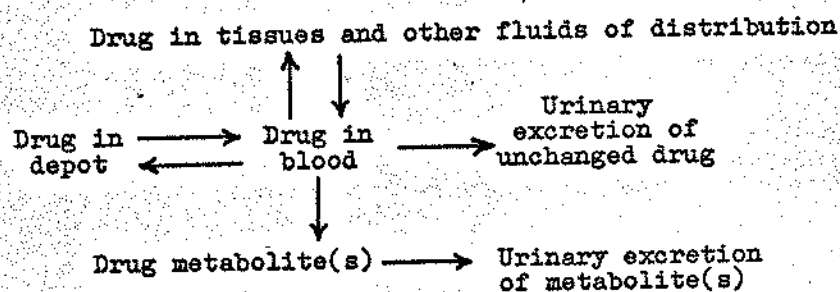 Drug in tissues and other fluids of distribution
Drug in
depot
Drug in
blood
Urinary
excretion of
unchanged drug
Drug metabolite(s)
Urinary excretion
of metabolite(s)